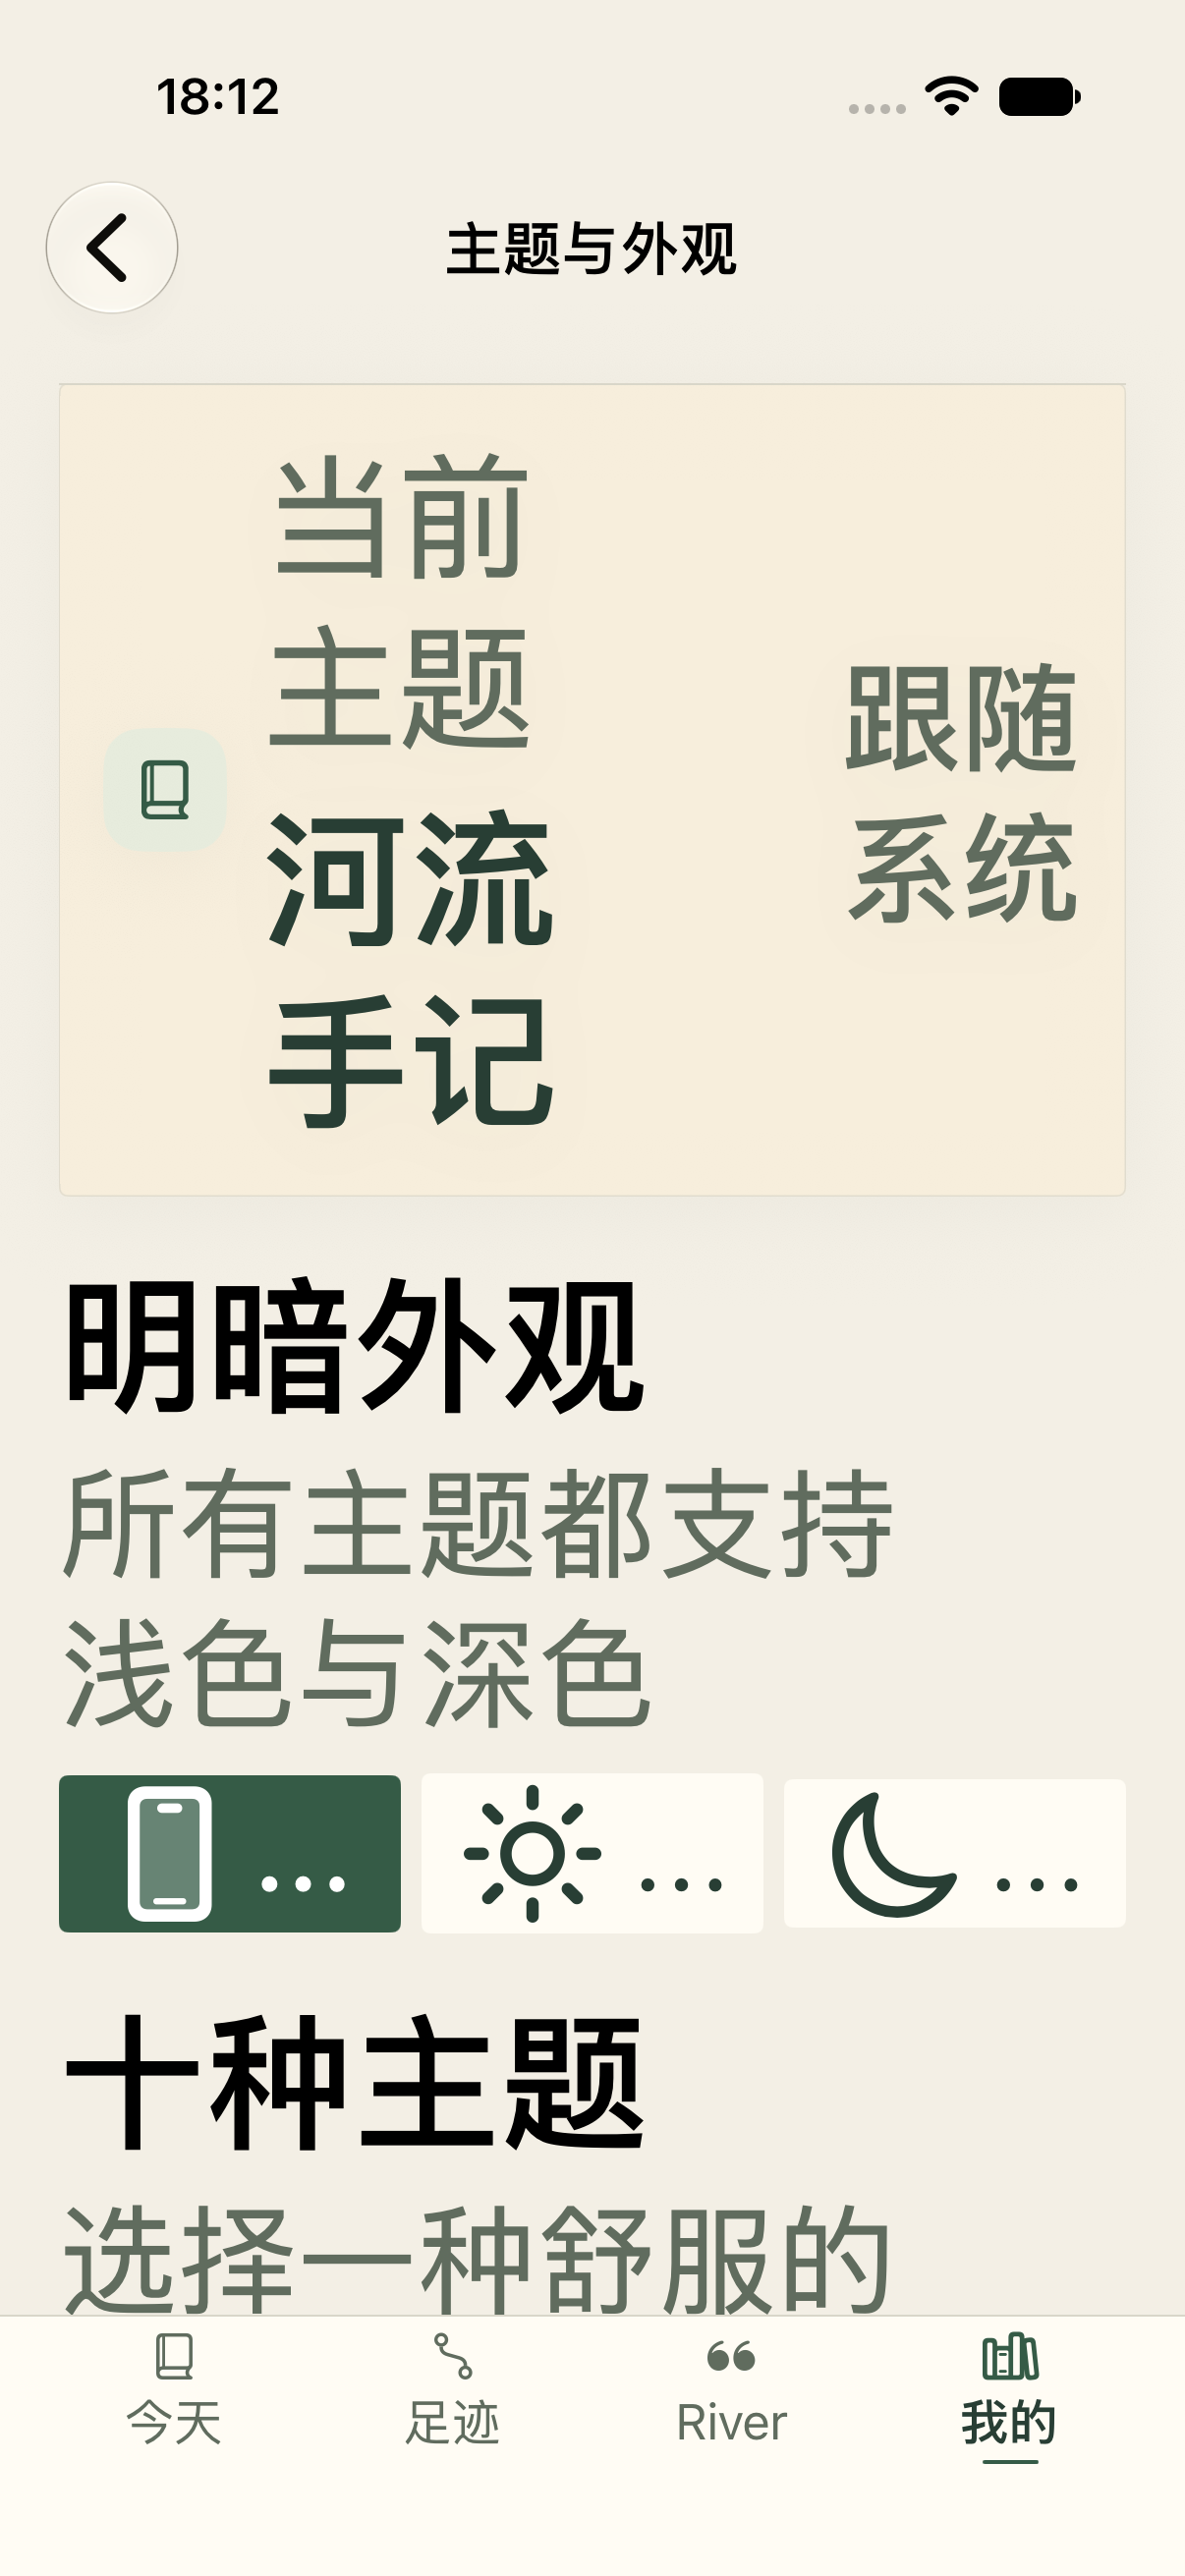 18:12
主题与外观
当前
主题
河流
手记
跟随
系统
明暗外观
所有主题都支持
浅色与深色
...
...
...
十种主题
选择一种舒服的
今天
足迹
River
我的